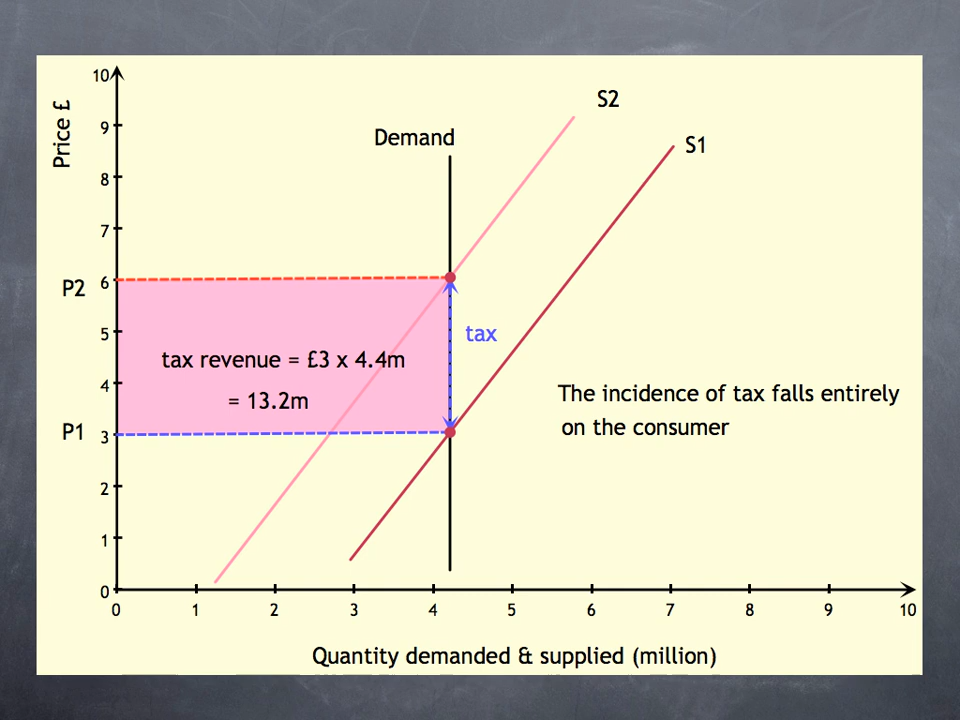 Price £
10
9
8
7
6
5
4
3
2
1
0
P2
P1
Demand
S2
S1
tax
tax revenue = £3 x 4.4m
= 13.2m
The incidence of tax falls entirely
on the consumer
0 1 2 3 4 5 6 7 8 9 10
Quantity demanded & supplied (million)